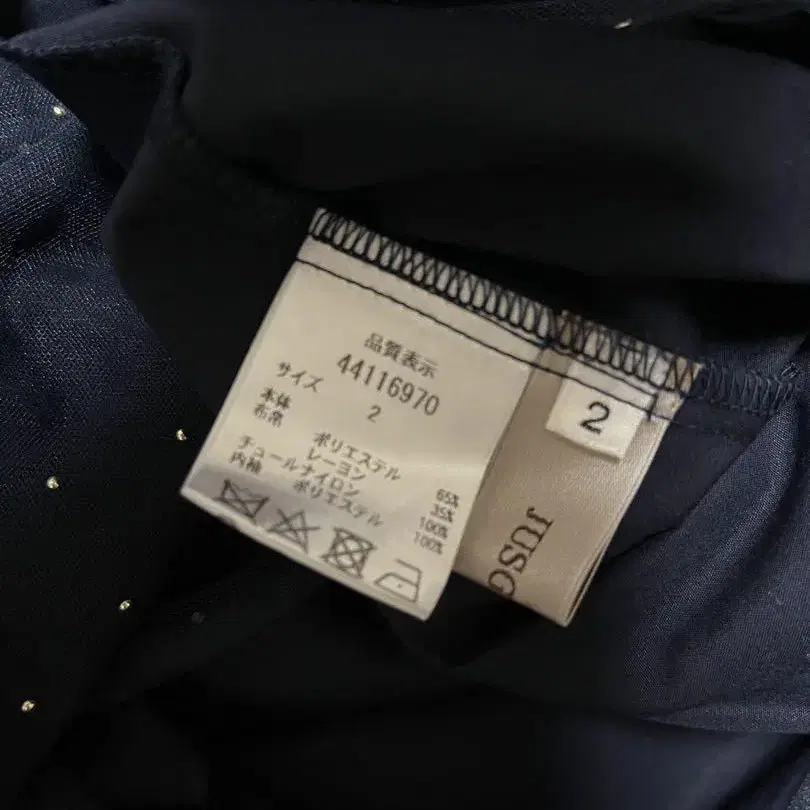 品質表示
44116970
サイズ 2
本体 ポリエステル 65%
布帛 レーヨン 35%
チュールナイロン 100%
内袖 ポリエステル 100%
2
JUSG